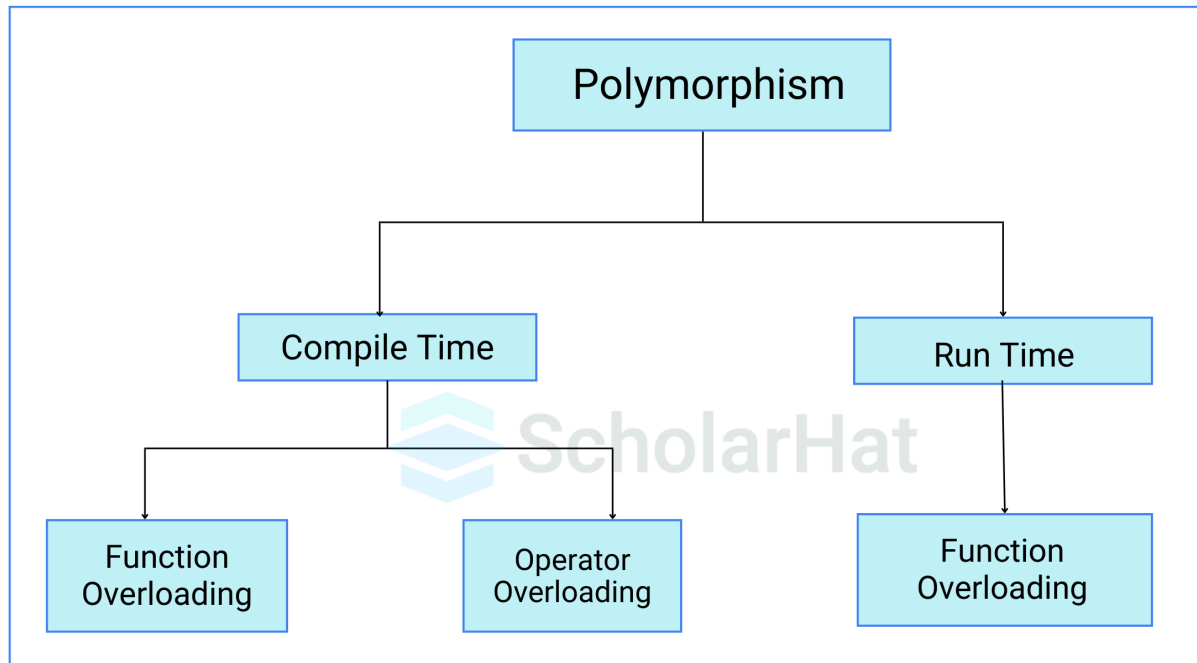 Polymorphism
Compile Time
Run Time
ScholarHat
Function
Overloading
Operator
Overloading
Function
Overloading